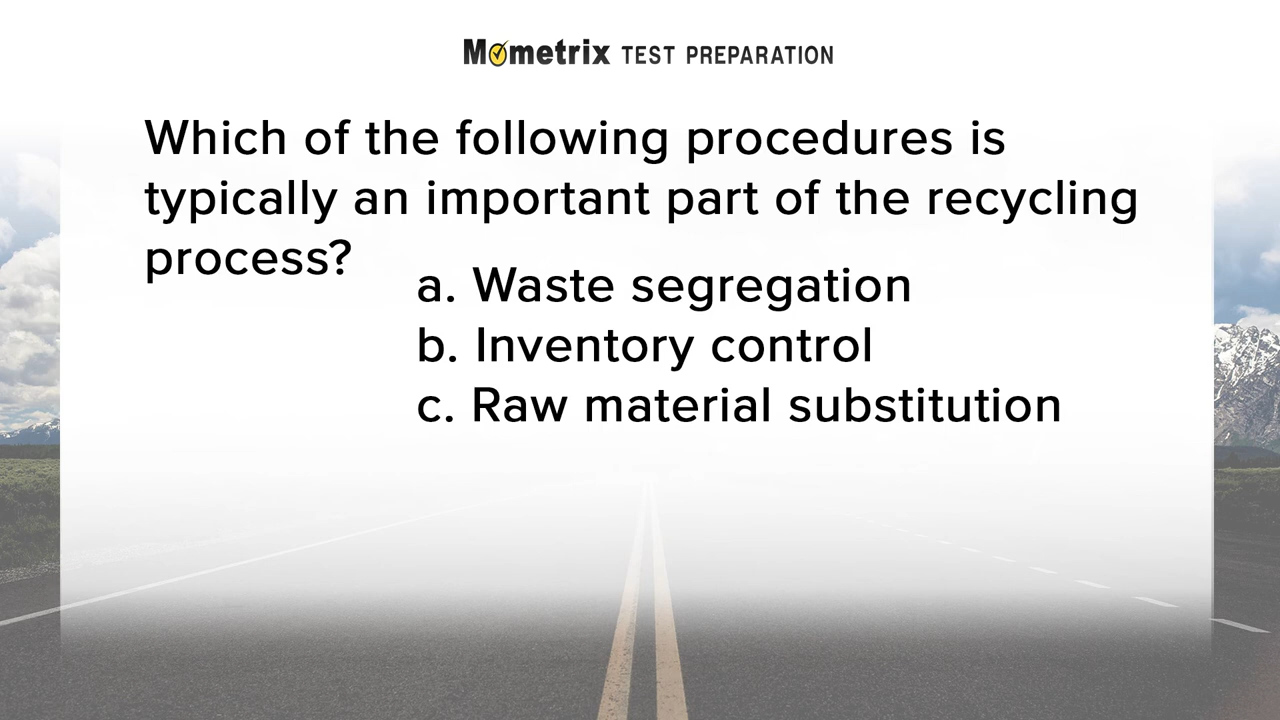 Mometrix TEST PREPARATION
Which of the following procedures is
typically an important part of the recycling
process?
a. Waste segregation
b. Inventory control
c. Raw material substitution